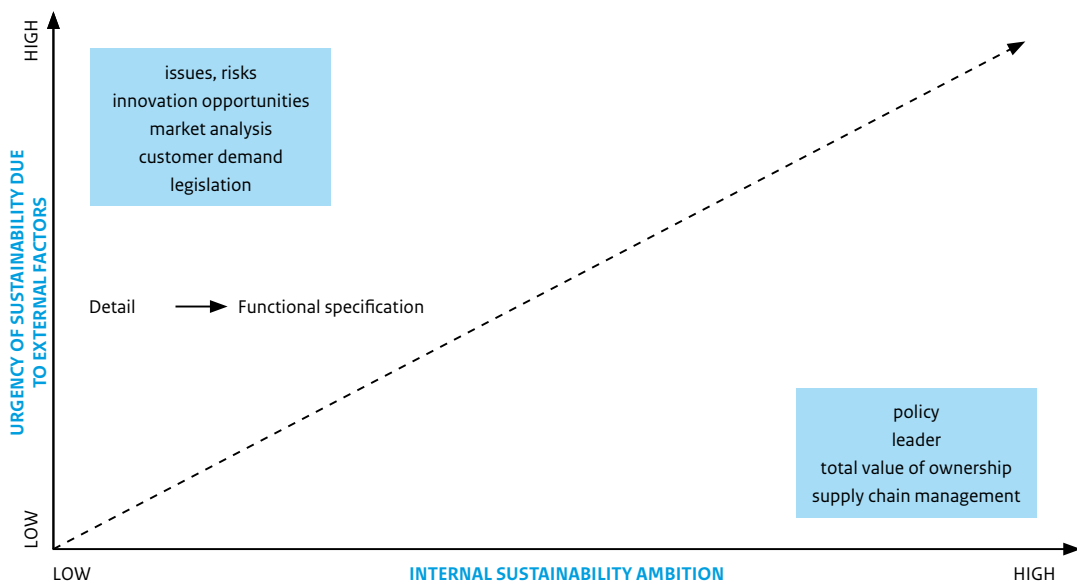 HIGH
issues, risks
innovation opportunities
market analysis
customer demand
legislation
URGENCY OF SUSTAINABILITY DUE
TO EXTERNAL FACTORS
Detail
Functional specification
policy
leader
total value of ownership
supply chain management
LOW
LOW
INTERNAL SUSTAINABILITY AMBITION
HIGH